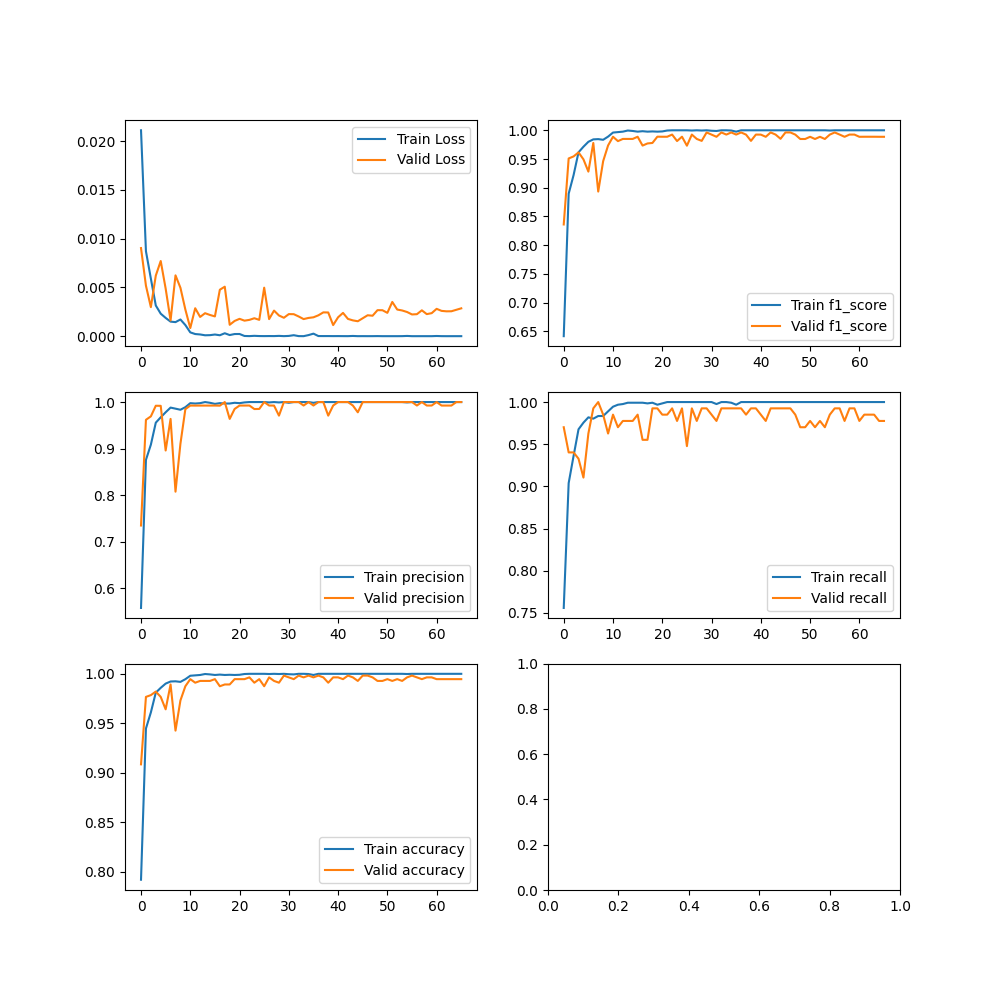 0.020
0.015
0.010
0.005
0.000
0 10 20 30 40 50 60
Train Loss
Valid Loss
1.00
0.95
0.90
0.85
0.80
0.75
0.70
0.65
0 10 20 30 40 50 60
Train f1_score
Valid f1_score
1.0
0.9
0.8
0.7
0.6
0 10 20 30 40 50 60
Train precision
Valid precision
1.00
0.95
0.90
0.85
0.80
0.75
0 10 20 30 40 50 60
Train recall
Valid recall
1.00
0.95
0.90
0.85
0.80
0 10 20 30 40 50 60
Train accuracy
Valid accuracy
1.0
0.8
0.6
0.4
0.2
0.0
0.0 0.2 0.4 0.6 0.8 1.0